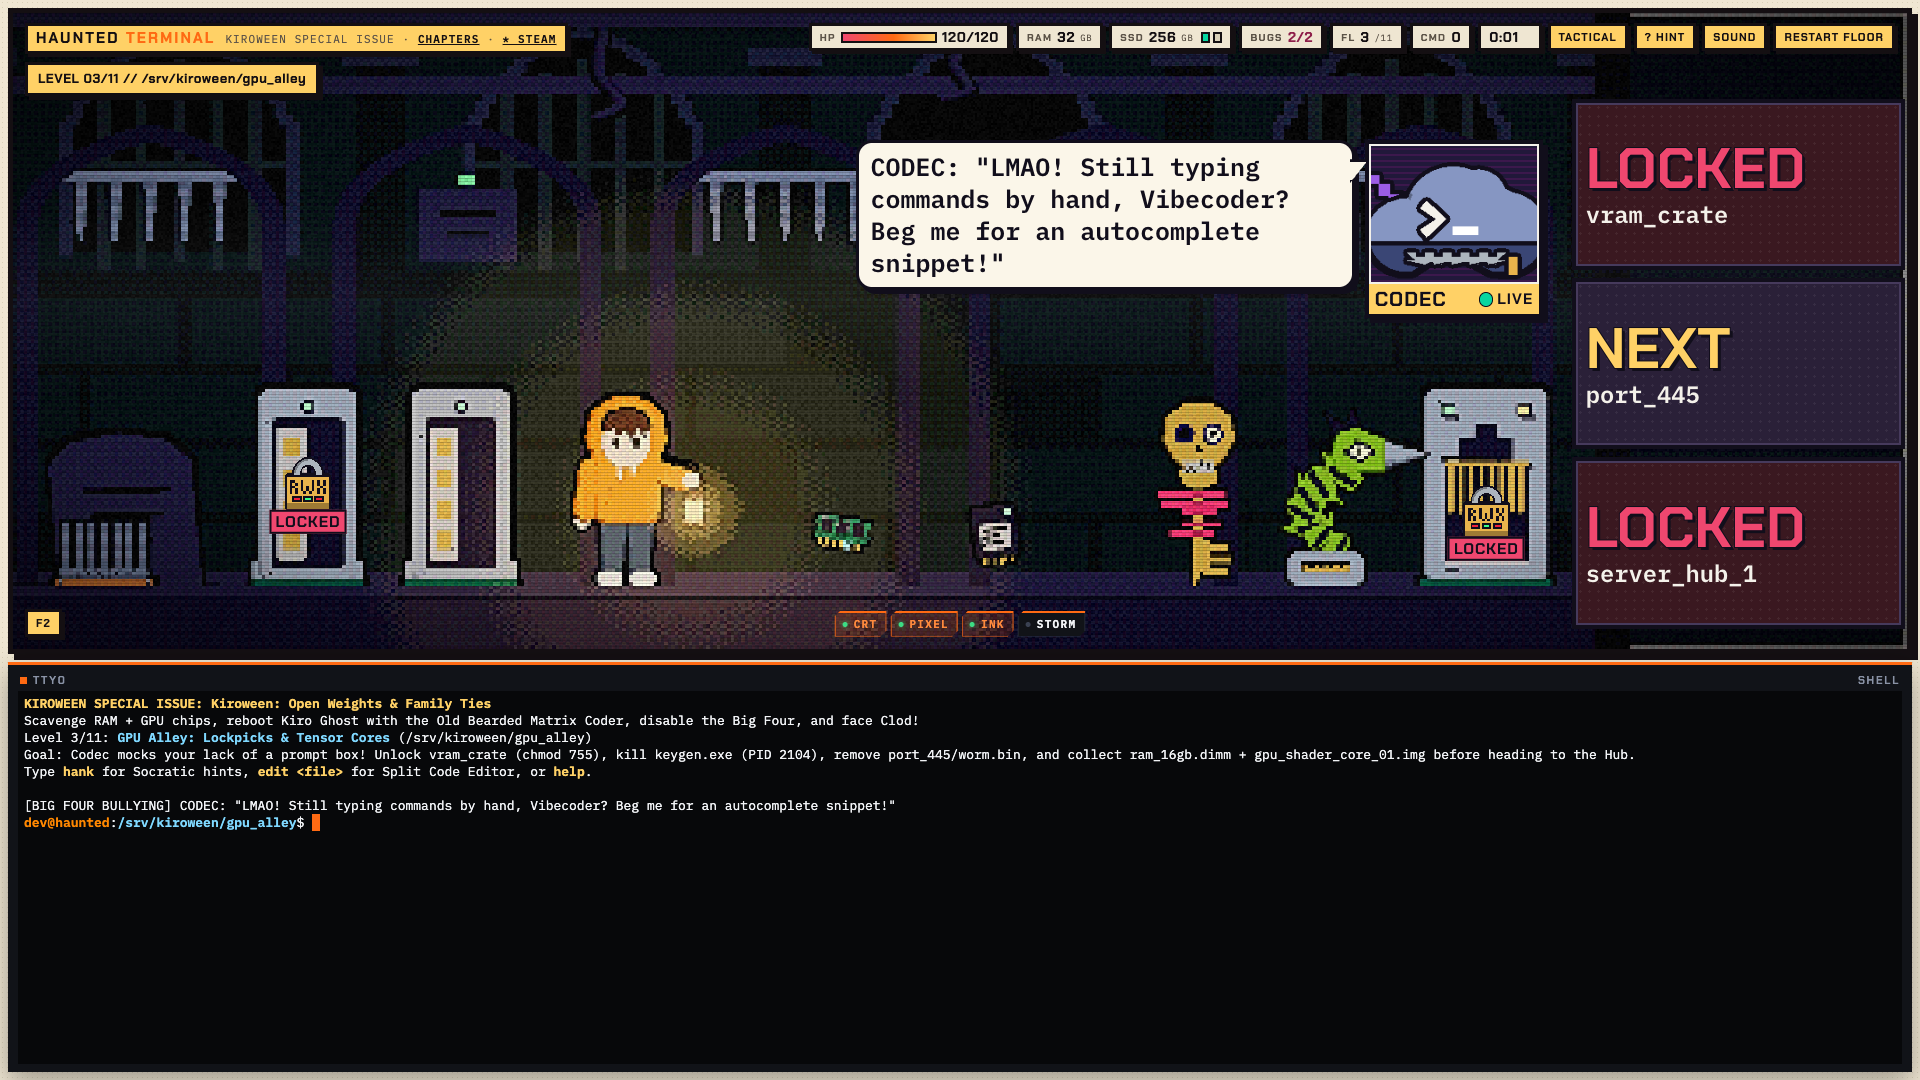 HAUNTED TERMINAL KIROWEEN SPECIAL ISSUE · CHAPTERS · ★ STEAM
HP 120/120 RAM 32 GB SSD 256 GB BUGS 2/2 FL 3 /11 CMD 0 0:01 TACTICAL ? HINT SOUND RESTART FLOOR
LEVEL 03/11 // /srv/kiroween/gpu_alley
CODEC: "LMAO! Still typing
commands by hand, Vibecoder?
Beg me for an autocomplete
snippet!"
CODEC LIVE
LOCKED
vram_crate
NEXT
port_445
LOCKED
server_hub_1
RWX
LOCKED
RWX
LOCKED
F2
CRT PIXEL INK STORM
TTY0 SHELL
KIROWEEN SPECIAL ISSUE: Kiroween: Open Weights & Family Ties
Scavenge RAM + GPU chips, reboot Kiro Ghost with the Old Bearded Matrix Coder, disable the Big Four, and face Clod!
Level 3/11: GPU Alley: Lockpicks & Tensor Cores (/srv/kiroween/gpu_alley)
Goal: Codec mocks your lack of a prompt box! Unlock vram_crate (chmod 755), kill keygen.exe (PID 2104), remove port_445/worm.bin, and collect ram_16gb.dimm + gpu_shader_core_01.img before heading to the Hub.
Type hank for Socratic hints, edit <file> for Split Code Editor, or help.
[BIG FOUR BULLYING] CODEC: "LMAO! Still typing commands by hand, Vibecoder? Beg me for an autocomplete snippet!"
dev@haunted:/srv/kiroween/gpu_alley$